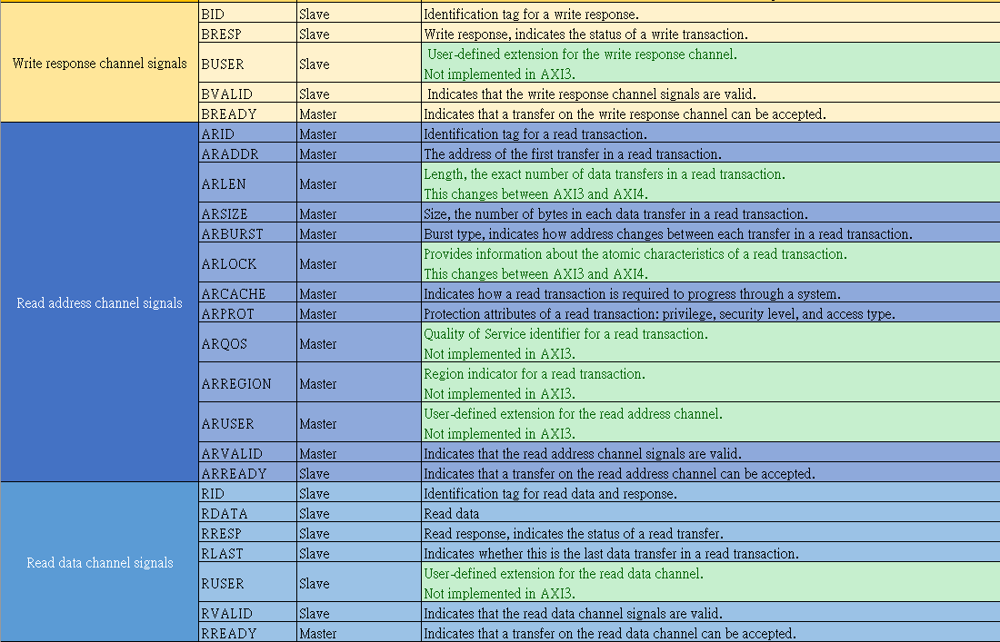 Write response channel signals
BID Slave Identification tag for a write response.
BRESP Slave Write response, indicates the status of a write transaction.
BUSER Slave User-defined extension for the write response channel.
Not implemented in AXI3.
BVALID Slave Indicates that the write response channel signals are valid.
BREADY Master Indicates that a transfer on the write response channel can be accepted.
Read address channel signals
ARID Master Identification tag for a read transaction.
ARADDR Master The address of the first transfer in a read transaction.
ARLEN Master Length, the exact number of data transfers in a read transaction.
This changes between AXI3 and AXI4.
ARSIZE Master Size, the number of bytes in each data transfer in a read transaction.
ARBURST Master Burst type, indicates how address changes between each transfer in a read transaction.
ARLOCK Master Provides information about the atomic characteristics of a read transaction.
This changes between AXI3 and AXI4.
ARCACHE Master Indicates how a read transaction is required to progress through a system.
ARPROT Master Protection attributes of a read transaction: privilege, security level, and access type.
ARQOS Master Quality of Service identifier for a read transaction.
Not implemented in AXI3.
ARREGION Master Region indicator for a read transaction.
Not implemented in AXI3.
ARUSER Master User-defined extension for the read address channel.
Not implemented in AXI3.
ARVALID Master Indicates that the read address channel signals are valid.
ARREADY Slave Indicates that a transfer on the read address channel can be accepted.
Read data channel signals
RID Slave Identification tag for read data and response.
RDATA Slave Read data
RRESP Slave Read response, indicates the status of a read transfer.
RLAST Slave Indicates whether this is the last data transfer in a read transaction.
RUSER Slave User-defined extension for the read data channel.
Not implemented in AXI3.
RVALID Slave Indicates that the read data channel signals are valid.
RREADY Master Indicates that a transfer on the read data channel can be accepted.